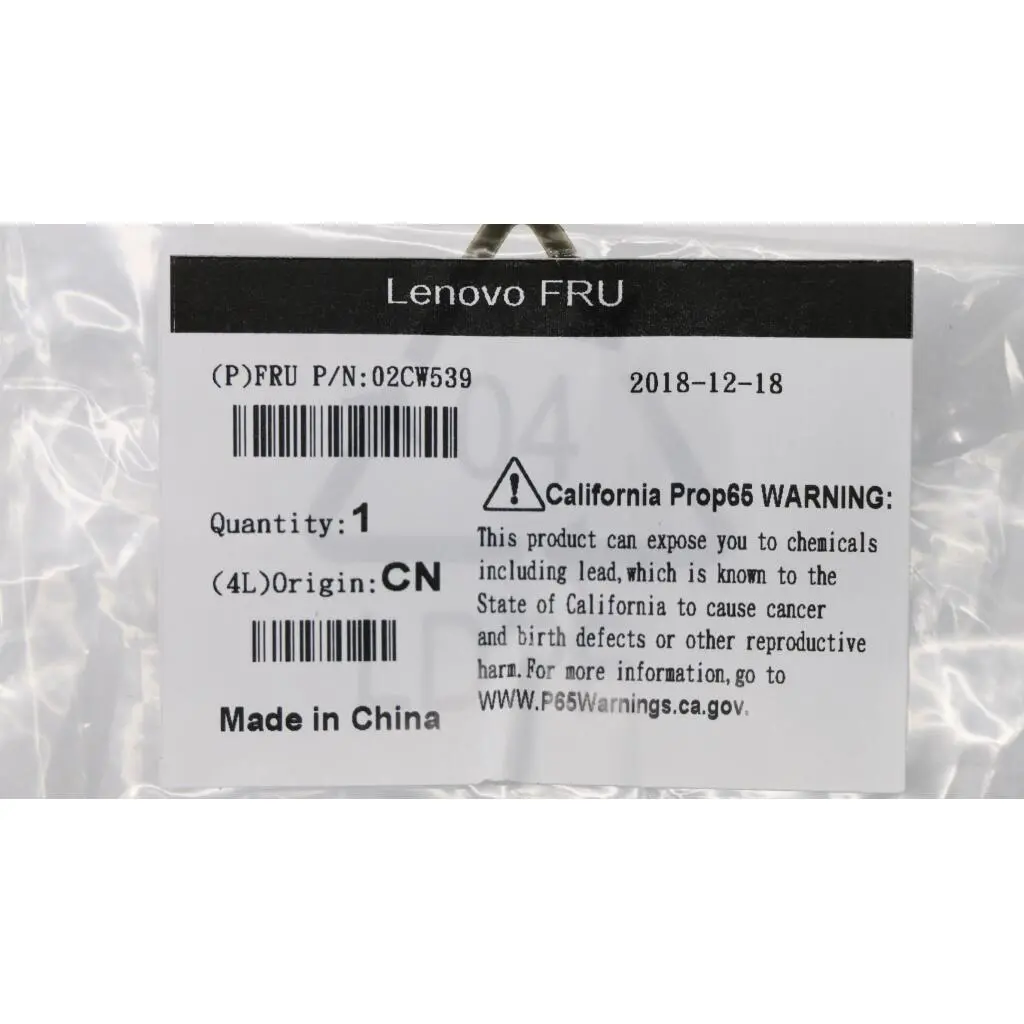 Lenovo FRU
(P)FRU P/N:02CW539
2018-12-18
Quantity:1
(4L)Origin:CN
Made in China
California Prop65 WARNING:
This product can expose you to chemicals
including lead,which is known to the
State of California to cause cancer
and birth defects or other reproductive
harm.For more information,go to
WWW.P65Warnings.ca.gov.
04